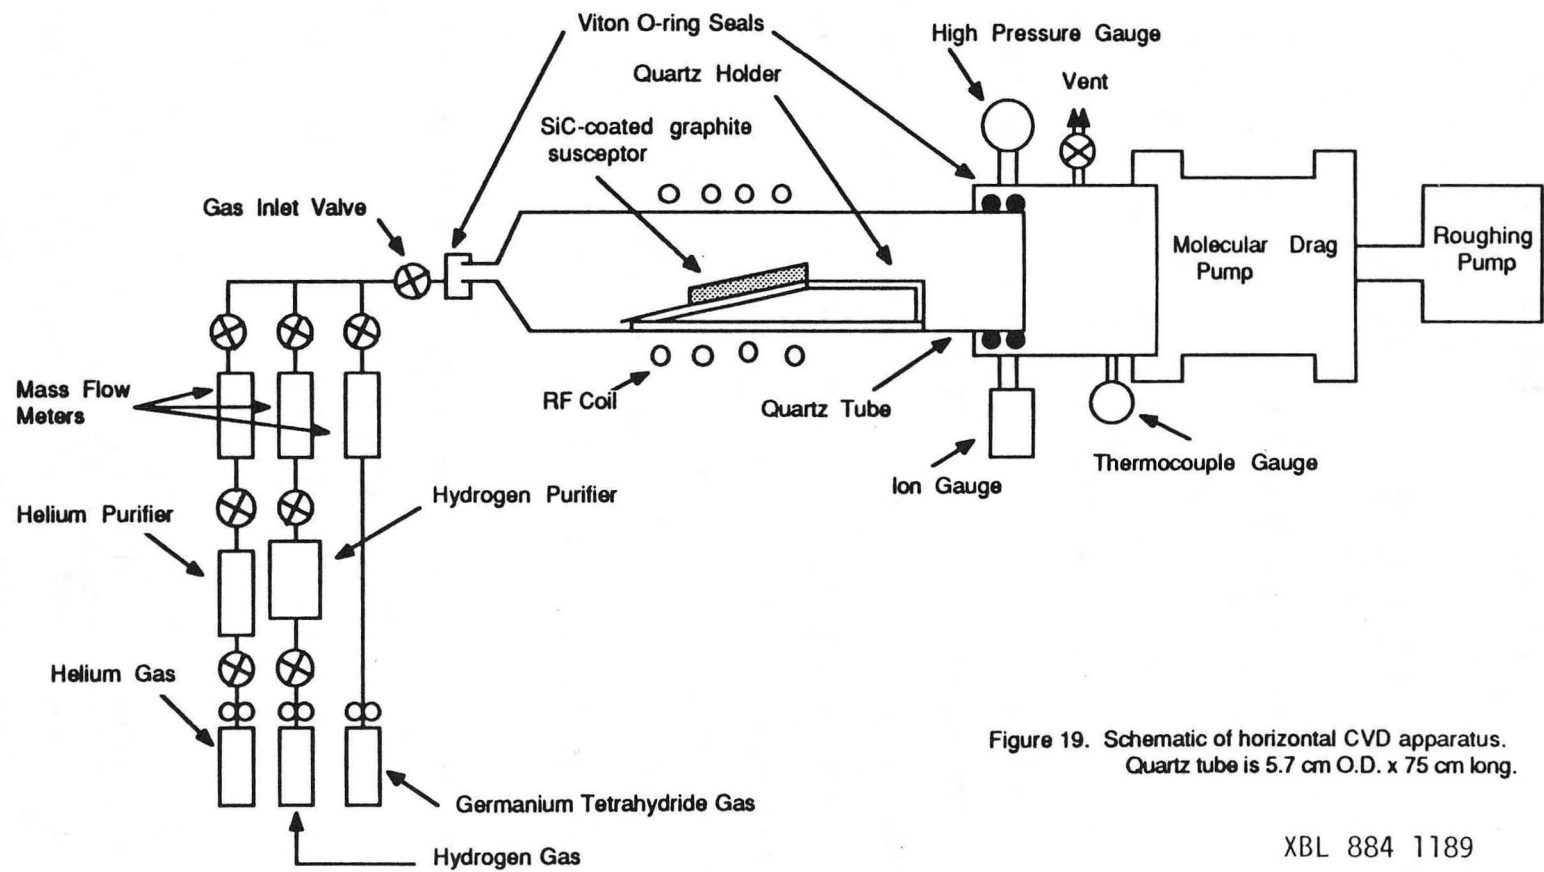 Viton O-ring Seals
High Pressure Gauge
Quartz Holder
Vent
SiC-coated graphite
susceptor
Gas Inlet Valve
Molecular Drag
Pump
Roughing
Pump
Mass Flow
Meters
RF Coil
Quartz Tube
Ion Gauge
Thermocouple Gauge
Helium Purifier
Hydrogen Purifier
Helium Gas
Germanium Tetrahydride Gas
Hydrogen Gas
Figure 19. Schematic of horizontal CVD apparatus.
Quartz tube is 5.7 cm O.D. x 75 cm long.
XBL 884 1189